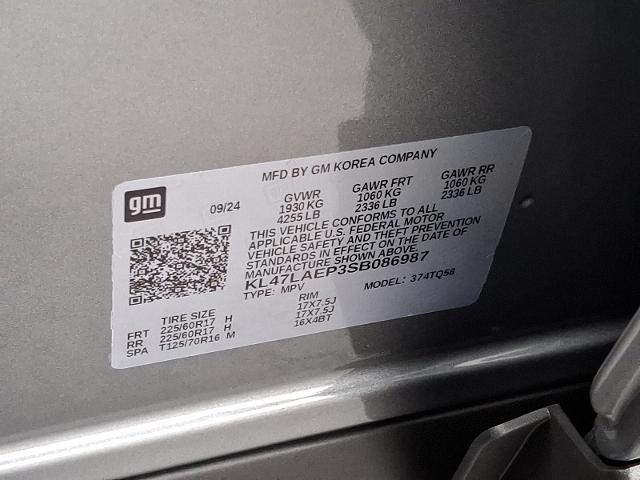 MFD BY GM KOREA COMPANY
gm
09/24
GVWR GAWR FRT GAWR RR
1930 KG 1060 KG 1060 KG
4255 LB 2336 LB 2336 LB
THIS VEHICLE CONFORMS TO ALL
APPLICABLE U.S. FEDERAL MOTOR
VEHICLE SAFETY AND THEFT PREVENTION
STANDARDS IN EFFECT ON THE DATE OF
MANUFACTURE SHOWN ABOVE.
KL47LAEP3SB086987
TYPE: MPV MODEL: 374TQ58
TIRE SIZE RIM
FRT 225/60R17 H 17X7.5J
RR 225/60R17 H 17X7.5J
SPA T125/70R16 M 16X4BT